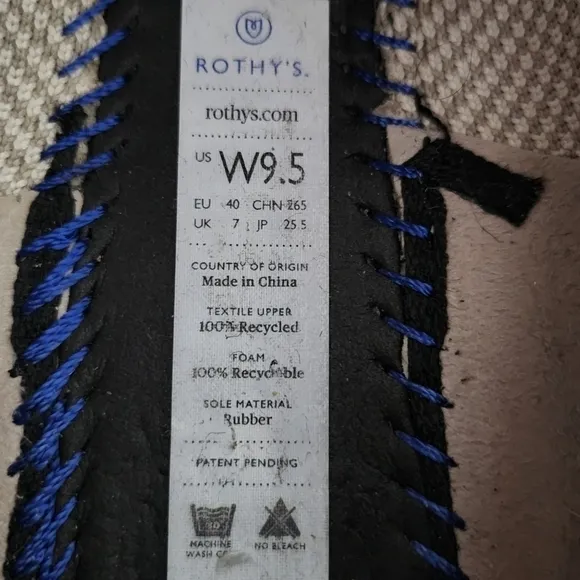 ROTHY'S.
rothys.com
US W9.5
EU 40 CHN 265
UK 7 JP 25.5
COUNTRY OF ORIGIN
Made in China
TEXTILE UPPER
100% Recycled
FOAM
100% Recyclable
SOLE MATERIAL
Rubber
PATENT PENDING
MACHINE NO BLEACH
WASH